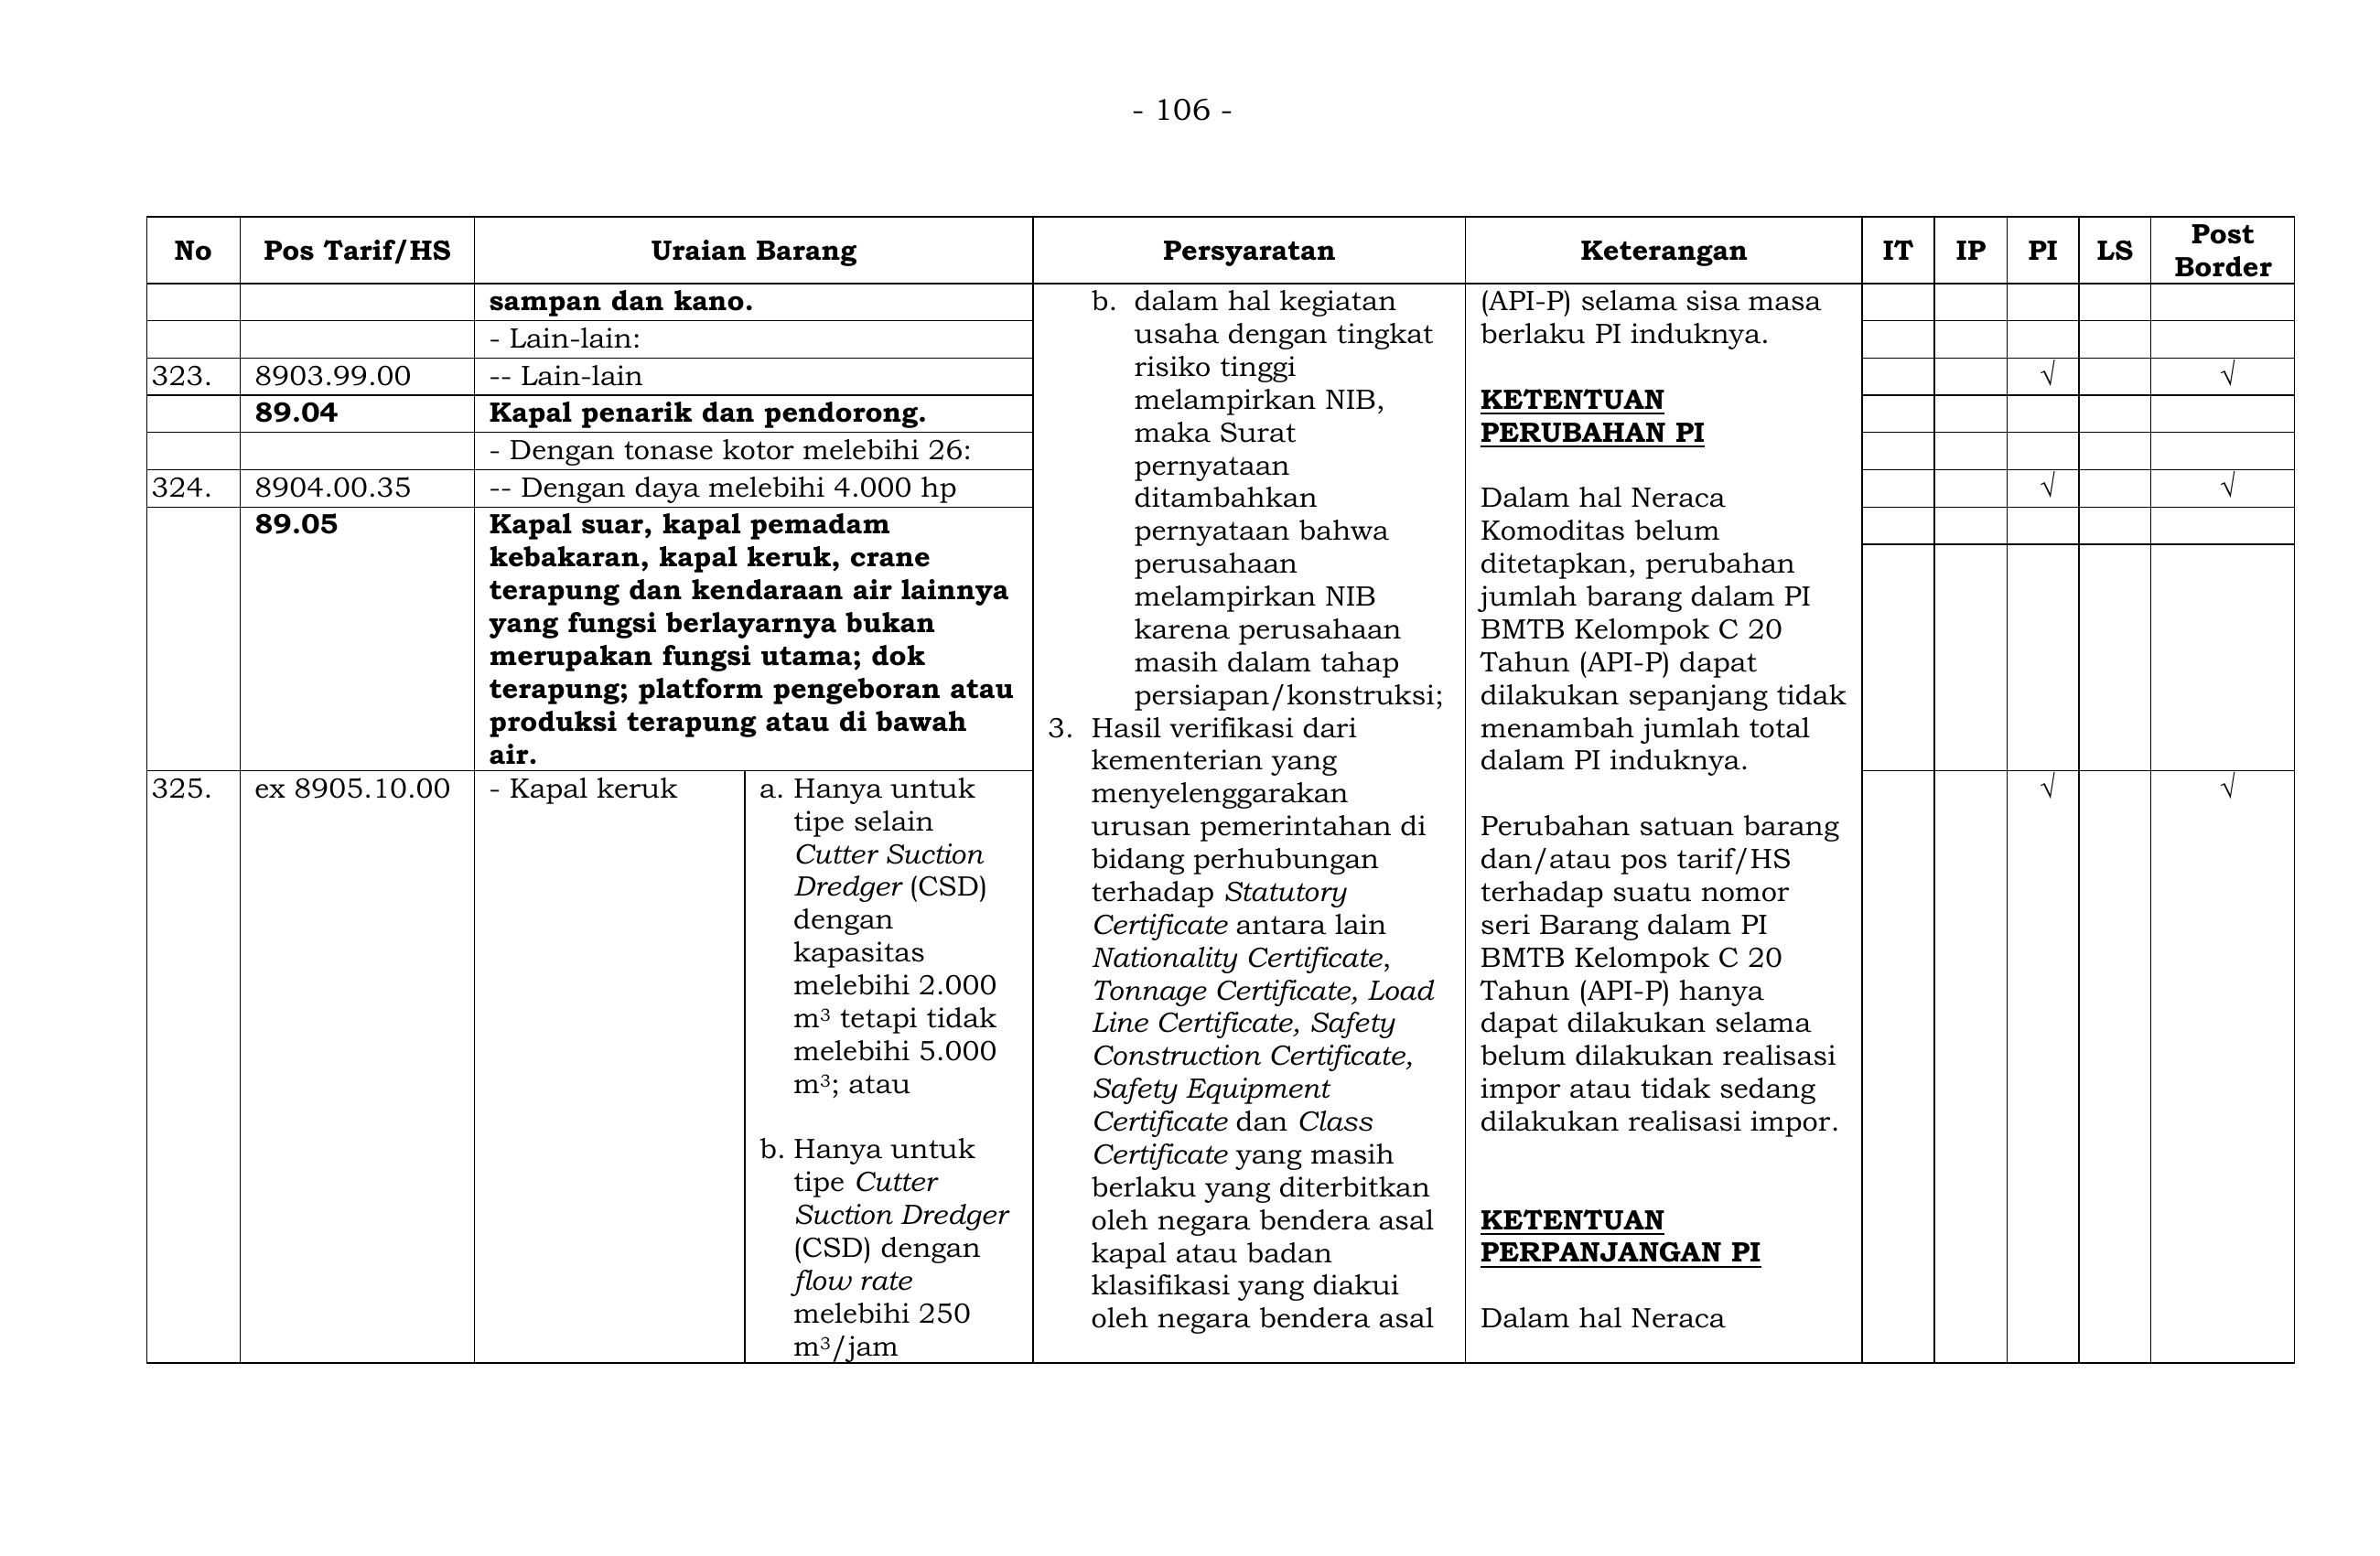 - 106 -
No
Pos Tarif/HS
Uraian Barang
Persyaratan
Keterangan
IT
IP
PI
LS
Post
Border
sampan dan kano.
- Lain-lain:
323.
8903.99.00
-- Lain-lain
√
√
89.04
Kapal penarik dan pendorong.
- Dengan tonase kotor melebihi 26:
324.
8904.00.35
-- Dengan daya melebihi 4.000 hp
√
√
89.05
Kapal suar, kapal pemadam
kebakaran, kapal keruk, crane
terapung dan kendaraan air lainnya
yang fungsi berlayarnya bukan
merupakan fungsi utama; dok
terapung; platform pengeboran atau
produksi terapung atau di bawah
air.
325.
ex 8905.10.00
- Kapal keruk
a. Hanya untuk
tipe selain
Cutter Suction
Dredger (CSD)
dengan
kapasitas
melebihi 2.000
m³ tetapi tidak
melebihi 5.000
m³; atau
b. Hanya untuk
tipe Cutter
Suction Dredger
(CSD) dengan
flow rate
melebihi 250
m³/jam
√
√
b. dalam hal kegiatan
usaha dengan tingkat
risiko tinggi
melampirkan NIB,
maka Surat
pernyataan
ditambahkan
pernyataan bahwa
perusahaan
melampirkan NIB
karena perusahaan
masih dalam tahap
persiapan/konstruksi;
3. Hasil verifikasi dari
kementerian yang
menyelenggarakan
urusan pemerintahan di
bidang perhubungan
terhadap Statutory
Certificate antara lain
Nationality Certificate,
Tonnage Certificate, Load
Line Certificate, Safety
Construction Certificate,
Safety Equipment
Certificate dan Class
Certificate yang masih
berlaku yang diterbitkan
oleh negara bendera asal
kapal atau badan
klasifikasi yang diakui
oleh negara bendera asal
(API-P) selama sisa masa
berlaku PI induknya.
KETENTUAN
PERUBAHAN PI
Dalam hal Neraca
Komoditas belum
ditetapkan, perubahan
jumlah barang dalam PI
BMTB Kelompok C 20
Tahun (API-P) dapat
dilakukan sepanjang tidak
menambah jumlah total
dalam PI induknya.
Perubahan satuan barang
dan/atau pos tarif/HS
terhadap suatu nomor
seri Barang dalam PI
BMTB Kelompok C 20
Tahun (API-P) hanya
dapat dilakukan selama
belum dilakukan realisasi
impor atau tidak sedang
dilakukan realisasi impor.
KETENTUAN
PERPANJANGAN PI
Dalam hal Neraca